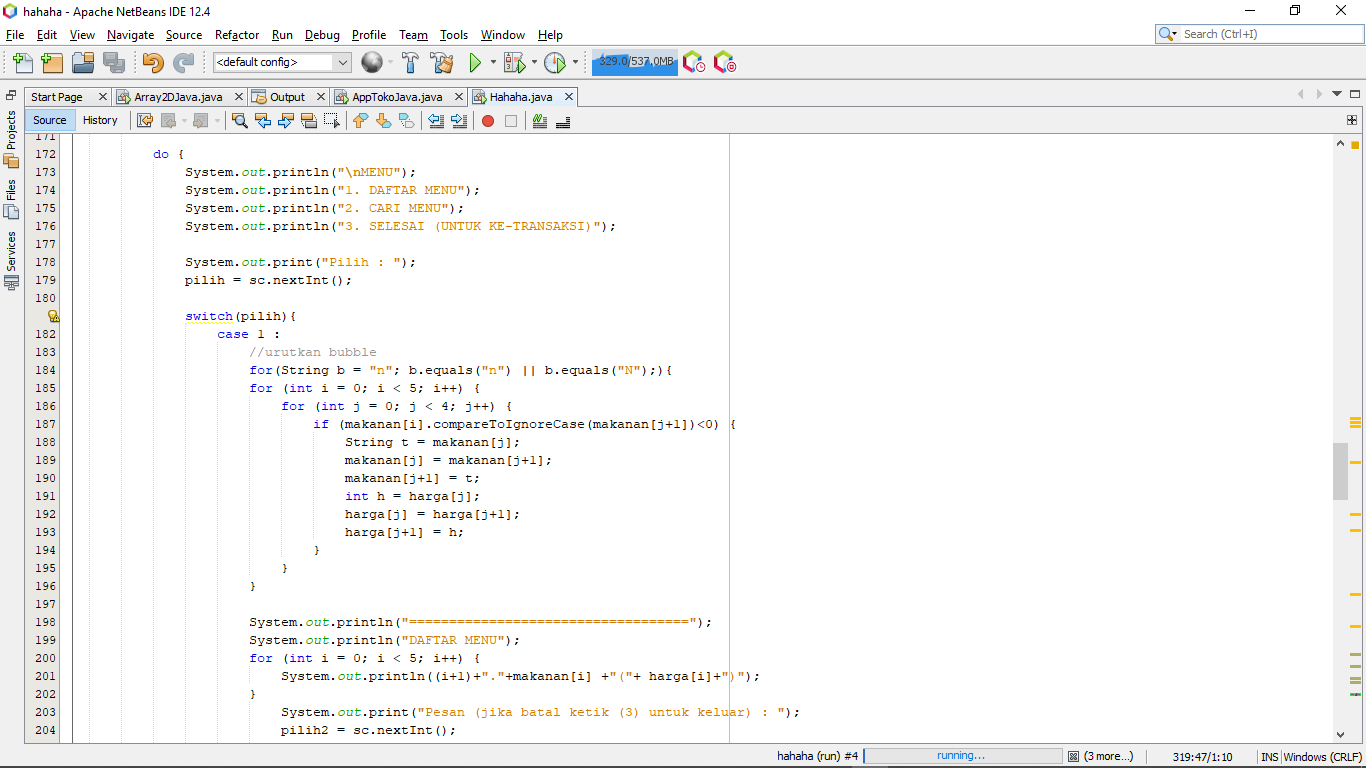 hahaha - Apache NetBeans IDE 12.4
File Edit View Navigate Source Refactor Run Debug Profile Team Tools Window Help
Search (Ctrl+I)
<default config>
329.0/537.0MB
Start Page Array2DJava.java Output AppTokoJava.java Hahaha.java
Source History
Projects
Files
Services
171
172 do {
173 System.out.println("\nMENU");
174 System.out.println("1. DAFTAR MENU");
175 System.out.println("2. CARI MENU");
176 System.out.println("3. SELESAI (UNTUK KE-TRANSAKSI)");
177
178 System.out.print("Pilih : ");
179 pilih = sc.nextInt();
180
switch(pilih){
182 case 1 :
183 //urutkan bubble
184 for(String b = "n"; b.equals("n") || b.equals("N");){
185 for (int i = 0; i < 5; i++) {
186 for (int j = 0; j < 4; j++) {
187 if (makanan[i].compareToIgnoreCase(makanan[j+1])<0) {
188 String t = makanan[j];
189 makanan[j] = makanan[j+1];
190 makanan[j+1] = t;
191 int h = harga[j];
192 harga[j] = harga[j+1];
193 harga[j+1] = h;
194 }
195 }
196 }
197
198 System.out.println("===================================");
199 System.out.println("DAFTAR MENU");
200 for (int i = 0; i < 5; i++) {
201 System.out.println((i+1)+"."+makanan[i] +"("+ harga[i]+")");
202 }
203 System.out.print("Pesan (jika batal ketik (3) untuk keluar) : ");
204 pilih2 = sc.nextInt();
hahaha (run) #4 running... (3 more...) 319:47/1:10 INS Windows (CRLF)